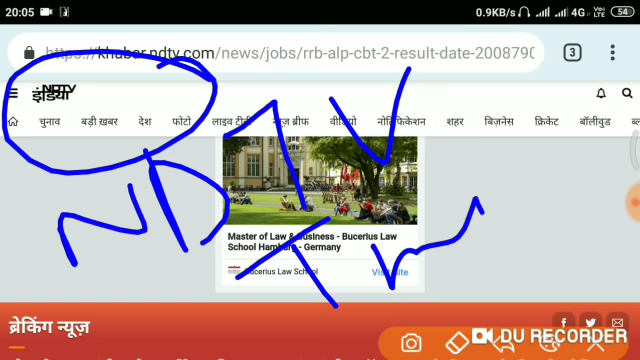 20:05 0.9KB/s 4G VoLTE 54
https://khabar.ndtv.com/news/jobs/rrb-alp-cbt-2-result-date-200879 3
NDTV
इंडिया
चुनाव बड़ी ख़बर देश फोटो लाइव टीवी न्यूज़ ब्रीफ वीडियो नोटिफिकेशन शहर बिज़नेस क्रिकेट बॉलीवुड
NDTV
Master of Law & Business - Bucerius Law
School Hamburg - Germany
Bucerius Law School Visit Site
ब्रेकिंग न्यूज़
DU RECORDER